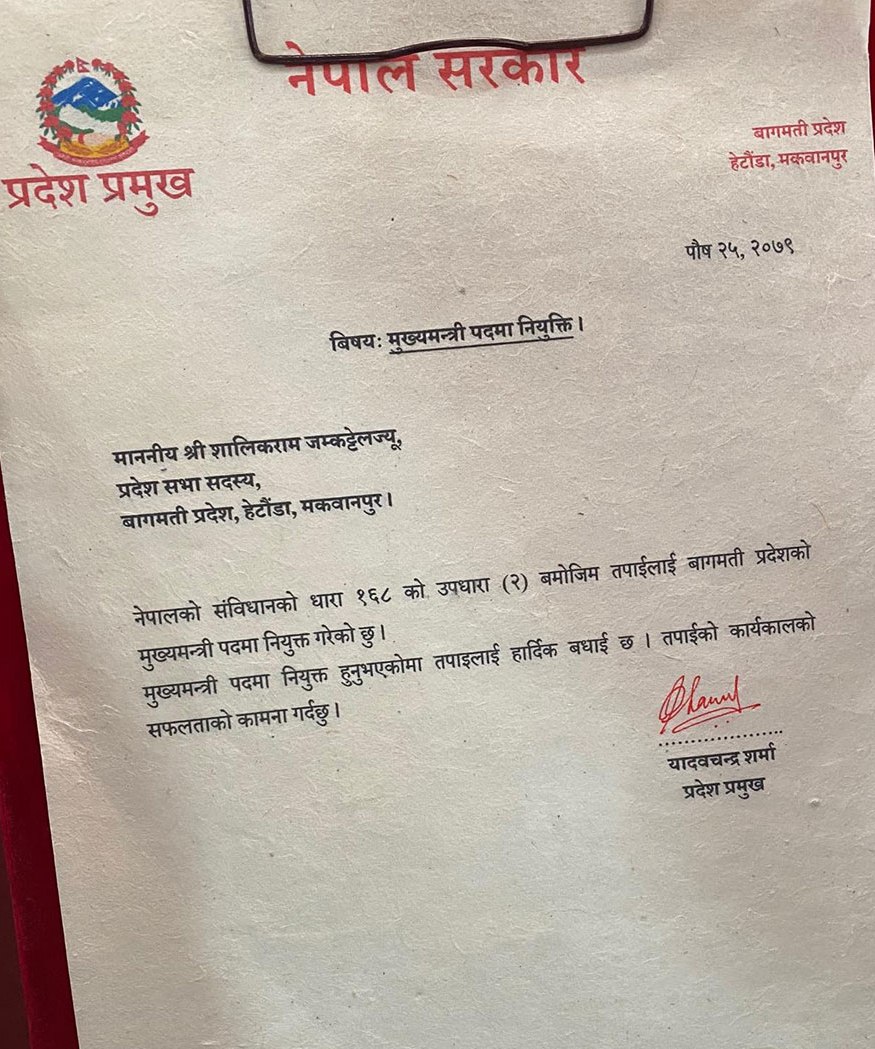 नेपाल सरकार
प्रदेश प्रमुख
बागमती प्रदेश
हेटौंडा, मकवानपुर
पौष २५, २०७९
बिषय: मुख्यमन्त्री पदमा नियुक्ति ।
माननीय श्री शालिकराम जम्कट्टेलज्यू,
प्रदेश सभा सदस्य,
बागमती प्रदेश, हेटौंडा, मकवानपुर ।
नेपालको संविधानको धारा १६८ को उपधारा (२) बमोजिम तपाईलाई बागमती प्रदेशको
मुख्यमन्त्री पदमा नियुक्त गरेको छु ।
मुख्यमन्त्री पदमा नियुक्त हुनुभएकोमा तपाइलाई हार्दिक बधाई छ । तपाईको कार्यकालको
सफलताको कामना गर्दछु ।
यादवचन्द्र शर्मा
प्रदेश प्रमुख